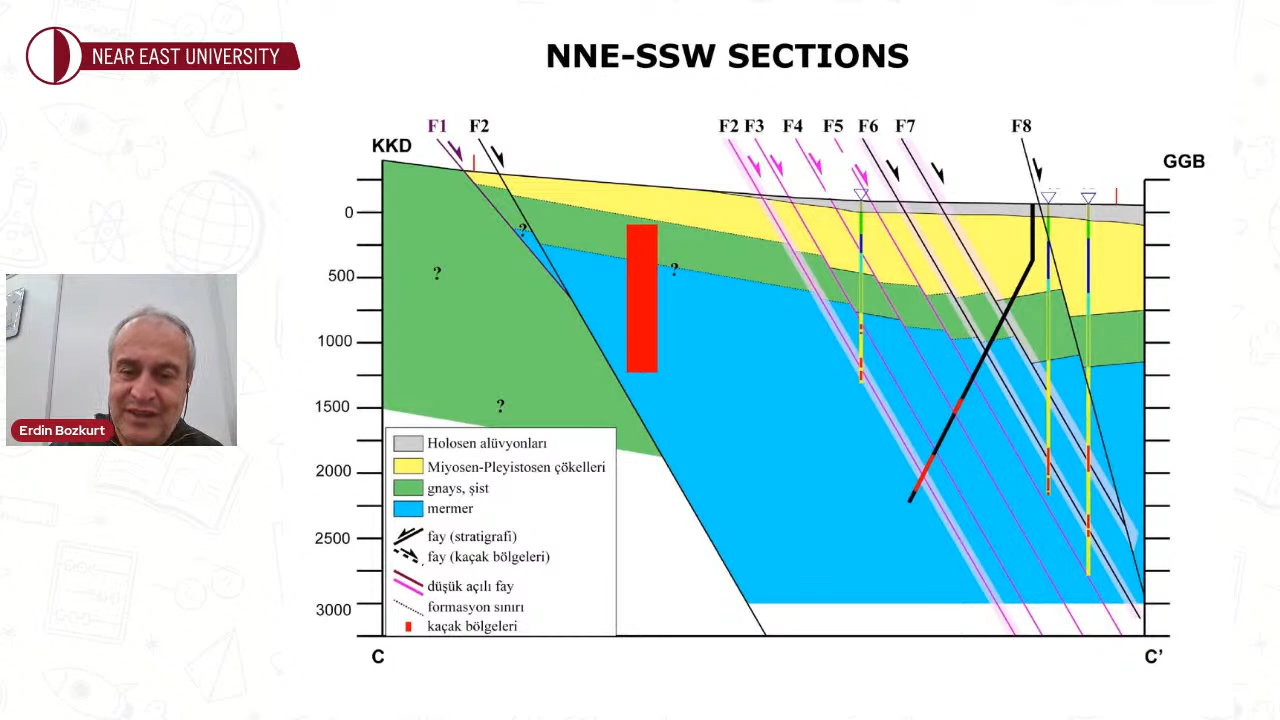 NEAR EAST UNIVERSITY
NNE-SSW SECTIONS
F1 F2 F2 F3 F4 F5 F6 F7 F8
KKD
GGB
0
500
1000
1500
2000
2500
3000
?
?
?
?
Holosen alüvyonları
Miyosen-Pleyistosen çökelleri
gnays, şist
mermer
fay (stratigrafi)
fay (kaçak bölgeleri)
düşük açılı fay
formasyon sınırı
kaçak bölgeleri
C
C’
Erdin Bozkurt